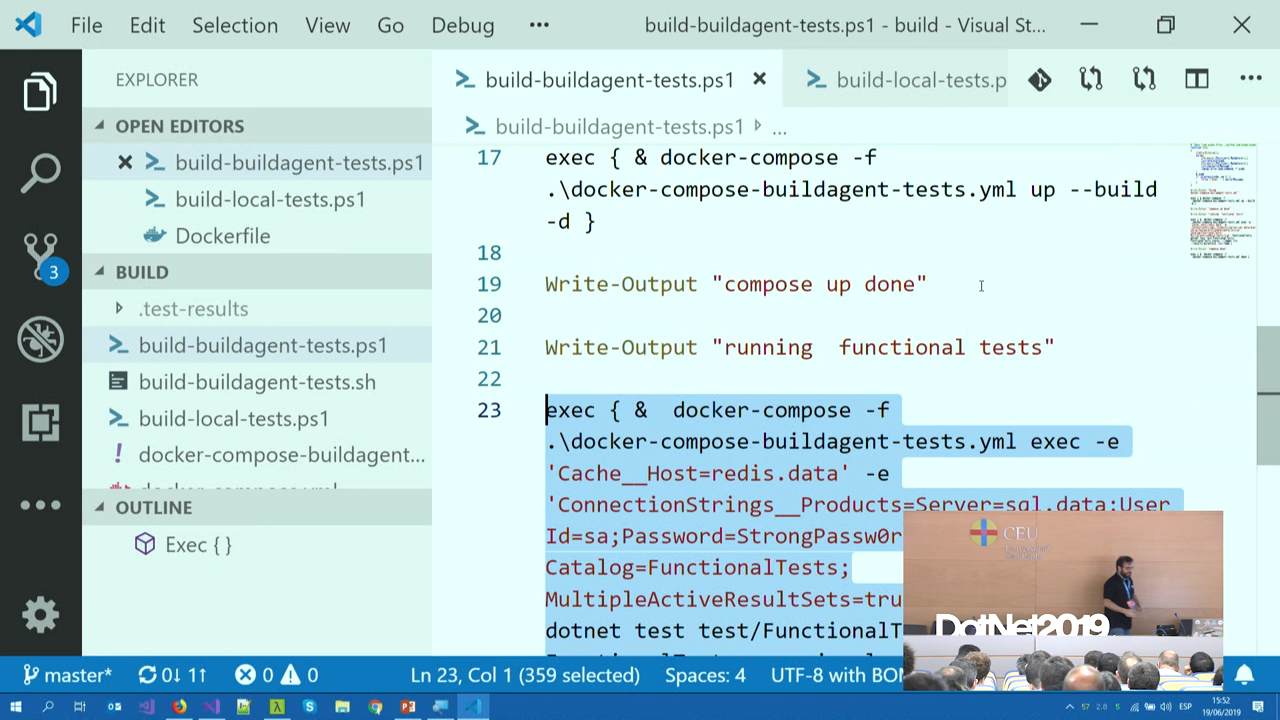 File Edit Selection View Go Debug ••• build-buildagent-tests.ps1 - build - Visual St...
EXPLORER
OPEN EDITORS
build-buildagent-tests.ps1
build-local-tests.ps1
Dockerfile
BUILD
.test-results
build-buildagent-tests.ps1
build-buildagent-tests.sh
build-local-tests.ps1
! docker-compose-buildagent...
OUTLINE
Exec { }
3
build-buildagent-tests.ps1 build-local-tests.p
build-buildagent-tests.ps1 ...
17 exec { & docker-compose -f
.\docker-compose-buildagent-tests.yml up --build
-d }
18
19 Write-Output "compose up done"
20
21 Write-Output "running  functional tests"
22
23 exec { &  docker-compose -f
.\docker-compose-buildagent-tests.yml exec -e
'Cache__Host=redis.data' -e
'ConnectionStrings__Products=Server=sql.data;User
Id=sa;Password=StrongPassw0r
Catalog=FunctionalTests;
MultipleActiveResultSets=tru
dotnet test test/FunctionalT
CEU
DotNet2019
master* 0↓ 1↑ 0 0 Ln 23, Col 1 (359 selected) Spaces: 4 UTF-8 with BOM
57 2.8 5 ESP 15:52
19/06/2019